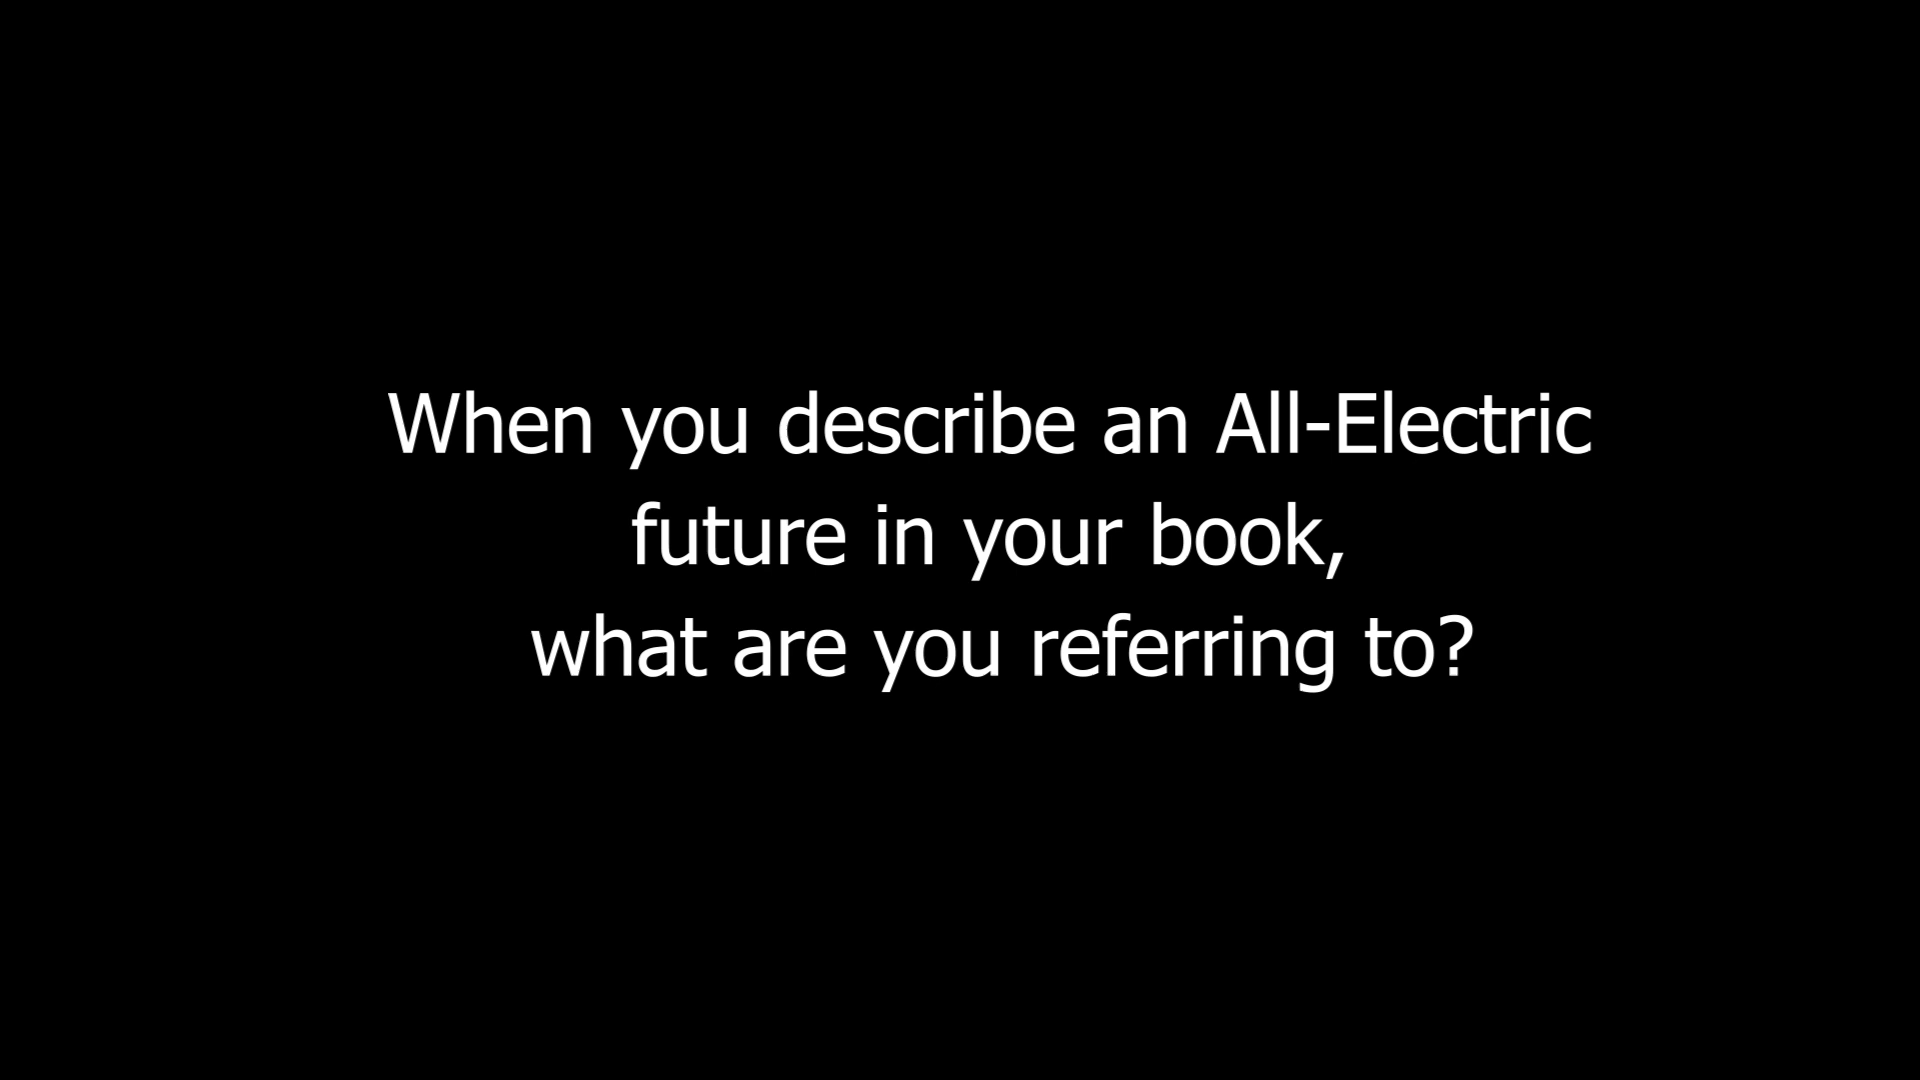 When you describe an All-Electric
future in your book,
what are you referring to?